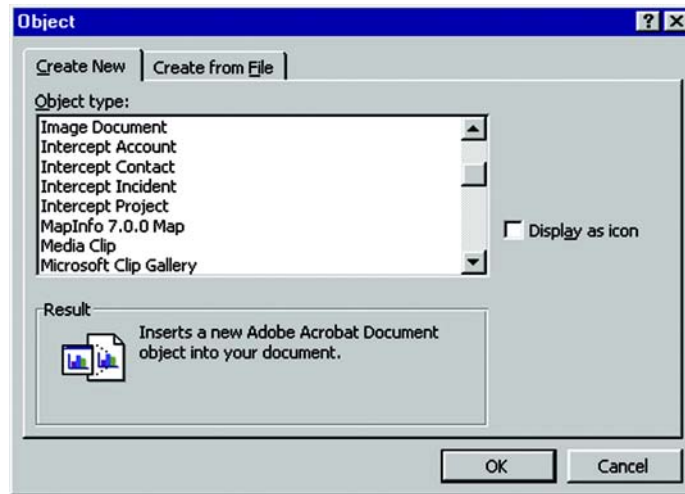 Object
Create New Create from File
Object type:
Image Document
Intercept Account
Intercept Contact
Intercept Incident
Intercept Project
MapInfo 7.0.0 Map
Media Clip
Microsoft Clip Gallery
Display as icon
Result
Inserts a new Adobe Acrobat Document
object into your document.
OK Cancel